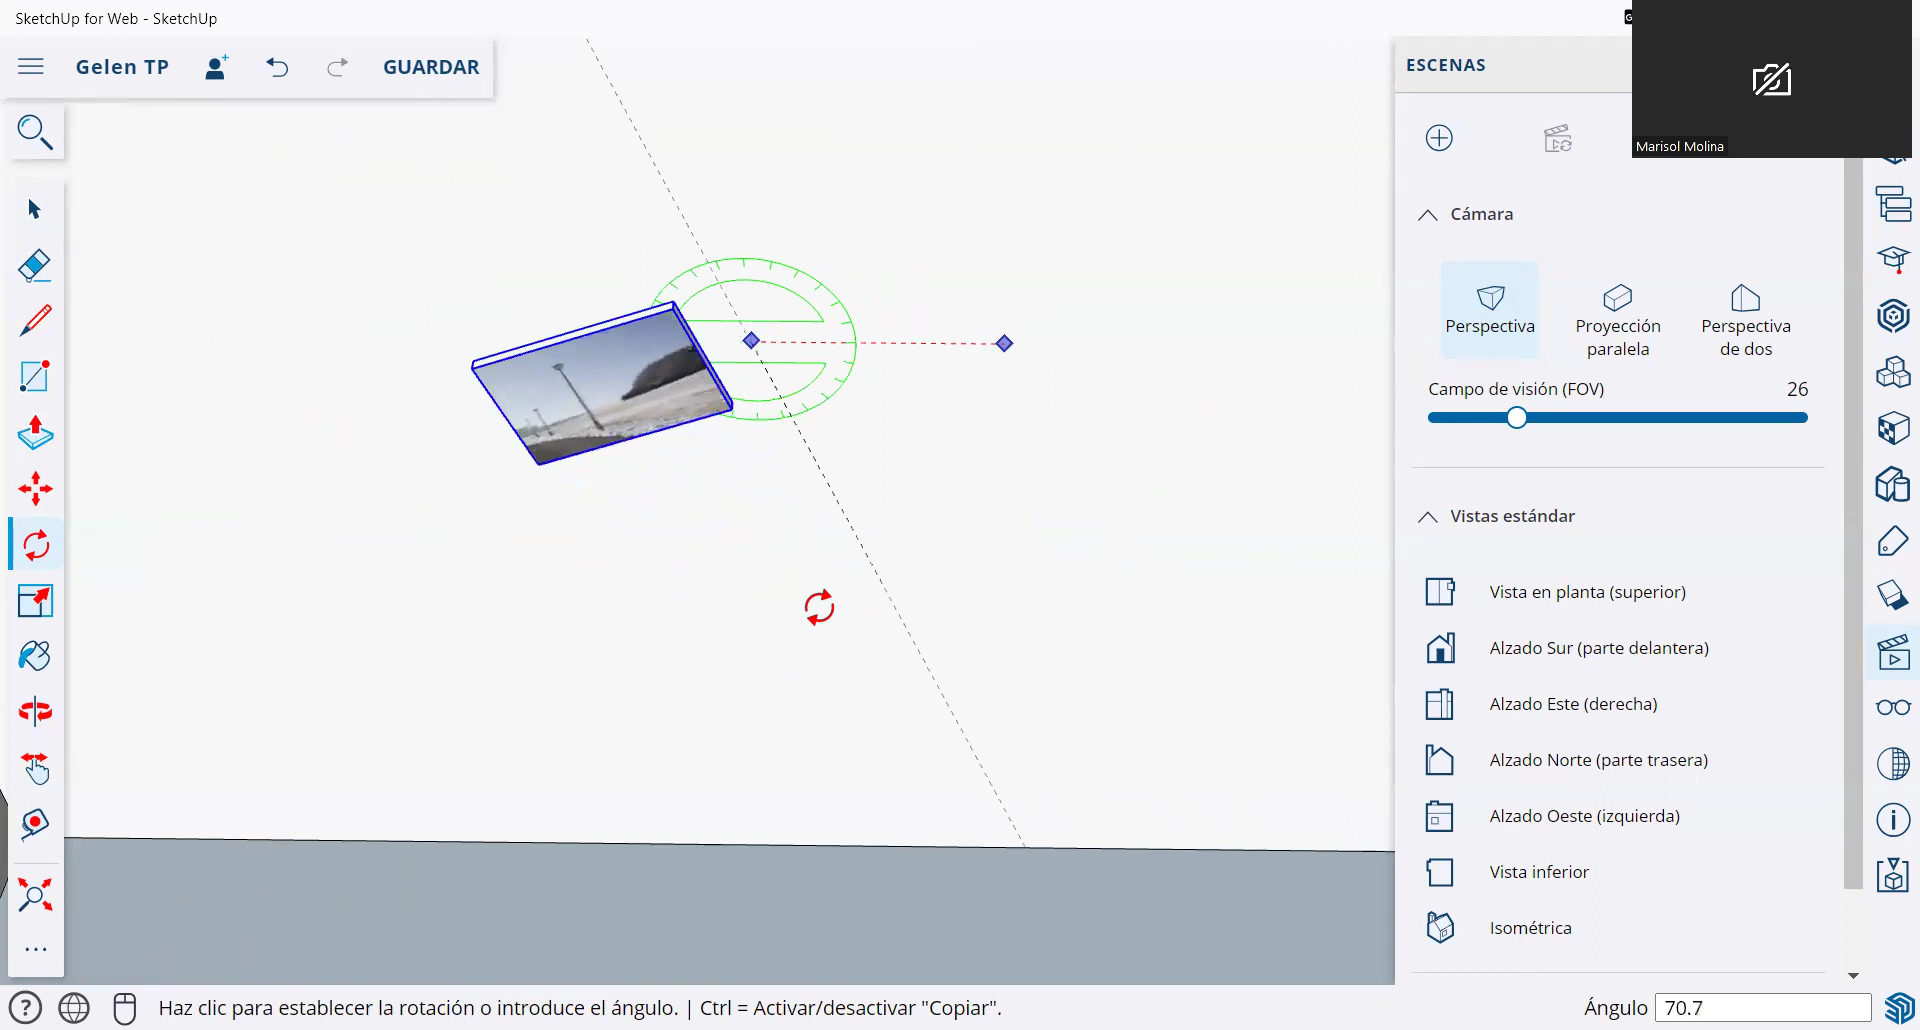 SketchUp for Web - SketchUp
Gelen TP
GUARDAR
ESCENAS
Marisol Molina
Cámara
Perspectiva
Proyección
paralela
Perspectiva
de dos
Campo de visión (FOV)
26
Vistas estándar
Vista en planta (superior)
Alzado Sur (parte delantera)
Alzado Este (derecha)
Alzado Norte (parte trasera)
Alzado Oeste (izquierda)
Vista inferior
Isométrica
Haz clic para establecer la rotación o introduce el ángulo. | Ctrl = Activar/desactivar "Copiar".
Ángulo
70.7